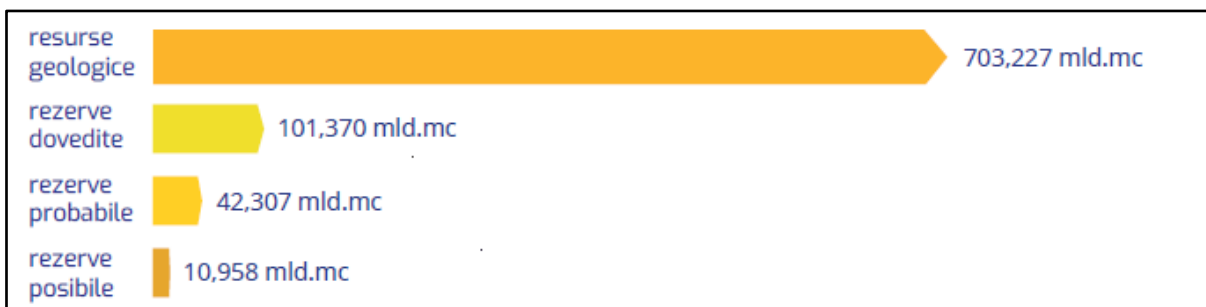 resurse
geologice
703,227 mld.mc
rezerve
dovedite
101,370 mld.mc
rezerve
probabile
42,307 mld.mc
rezerve
posibile
10,958 mld.mc